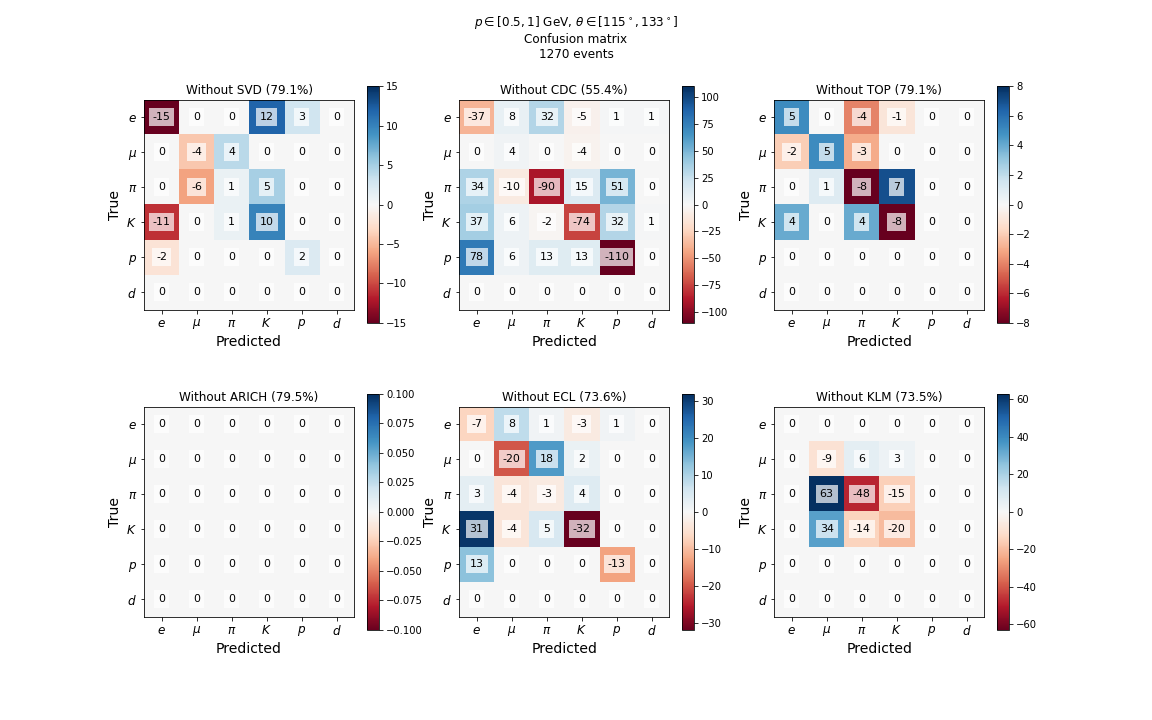 p ∈ [0.5, 1] GeV, θ ∈ [115°, 133°]
Confusion matrix
1270 events
Without SVD (79.1%)
True
e -15 0 0 12 3 0
μ 0 -4 4 0 0 0
π 0 -6 1 5 0 0
K -11 0 1 10 0 0
p -2 0 0 0 2 0
d 0 0 0 0 0 0
e μ π K p d
Predicted
15
10
5
0
−5
−10
−15
Without CDC (55.4%)
True
e -37 8 32 -5 1 1
μ 0 4 0 -4 0 0
π 34 -10 -90 15 51 0
K 37 6 -2 -74 32 1
p 78 6 13 13 -110 0
d 0 0 0 0 0 0
e μ π K p d
Predicted
100
75
50
25
0
−25
−50
−75
−100
Without TOP (79.1%)
True
e 5 0 -4 -1 0 0
μ -2 5 -3 0 0 0
π 0 1 -8 7 0 0
K 4 0 4 -8 0 0
p 0 0 0 0 0 0
d 0 0 0 0 0 0
e μ π K p d
Predicted
8
6
4
2
0
−2
−4
−6
−8
Without ARICH (79.5%)
True
e 0 0 0 0 0 0
μ 0 0 0 0 0 0
π 0 0 0 0 0 0
K 0 0 0 0 0 0
p 0 0 0 0 0 0
d 0 0 0 0 0 0
e μ π K p d
Predicted
0.100
0.075
0.050
0.025
0.000
−0.025
−0.050
−0.075
−0.100
Without ECL (73.6%)
True
e -7 8 1 -3 1 0
μ 0 -20 18 2 0 0
π 3 -4 -3 4 0 0
K 31 -4 5 -32 0 0
p 13 0 0 0 -13 0
d 0 0 0 0 0 0
e μ π K p d
Predicted
30
20
10
0
−10
−20
−30
Without KLM (73.5%)
True
e 0 0 0 0 0 0
μ 0 -9 6 3 0 0
π 0 63 -48 -15 0 0
K 0 34 -14 -20 0 0
p 0 0 0 0 0 0
d 0 0 0 0 0 0
e μ π K p d
Predicted
60
40
20
0
−20
−40
−60